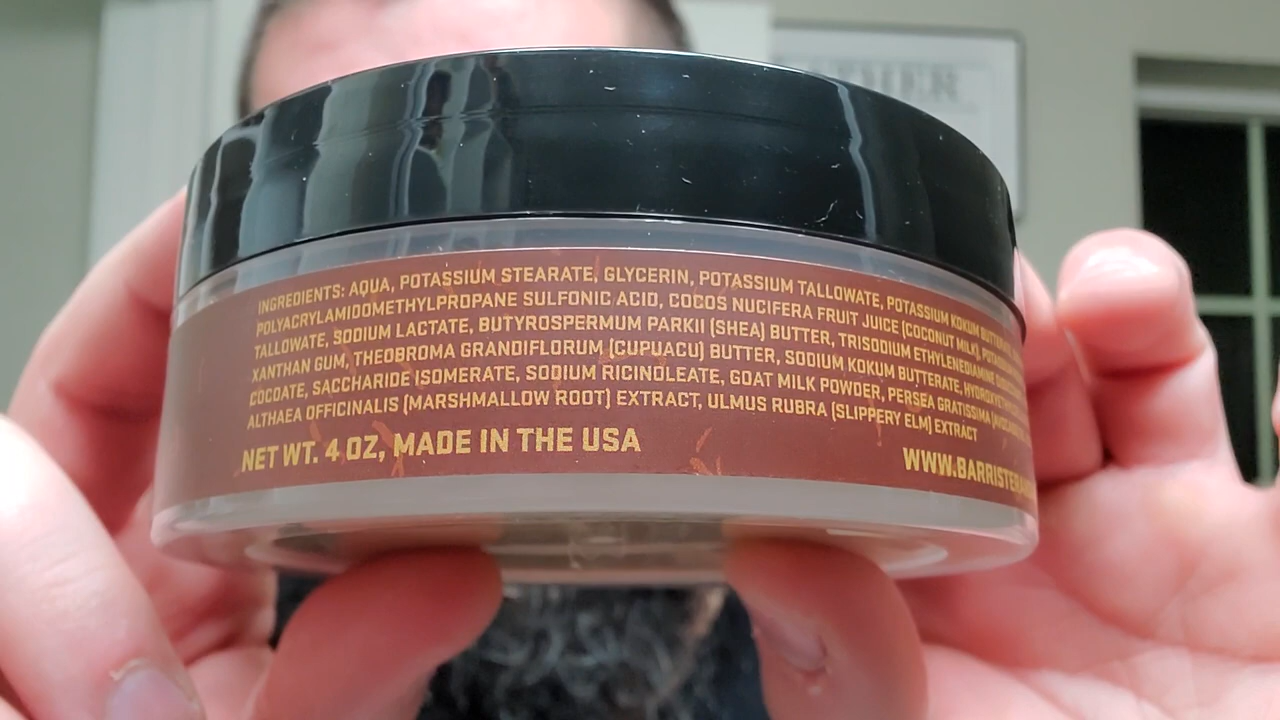 HER
INGREDIENTS: AQUA, POTASSIUM STEARATE, GLYCERIN, POTASSIUM TALLOWATE, POTASSIUM KOKUM
POLYACRYLAMIDOMETHYLPROPANE SULFONIC ACID, COCOS NUCIFERA FRUIT JUICE (COCONUT MILK),
TALLOWATE, SODIUM LACTATE, BUTYROSPERMUM PARKII (SHEA) BUTTER, TRISODIUM ETHYLENEDIAMINE
XANTHAN GUM, THEOBROMA GRANDIFLORUM (CUPUACU) BUTTER, SODIUM KOKUM BUTTERATE,
COCOATE, SACCHARIDE ISOMERATE, SODIUM RICINOLEATE, GOAT MILK POWDER, PERSEA GRATISSIMA
ALTHAEA OFFICINALIS (MARSHMALLOW ROOT) EXTRACT, ULMUS RUBRA (SLIPPERY ELM) EXTRACT
NET WT. 4 OZ, MADE IN THE USA
WWW.BARRISTER